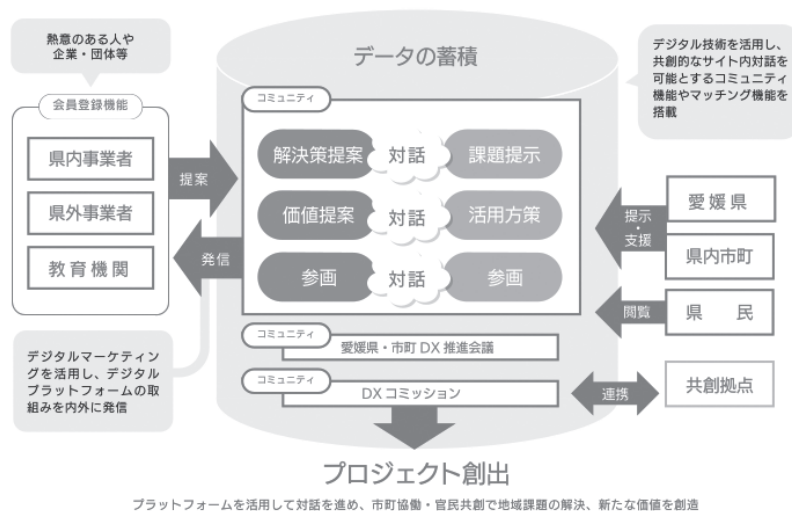 熱意のある人や
企業・団体等
会員登録機能
県内事業者
県外事業者
教育機関
提案
発信
デジタルマーケティン
グを活用し、デジタル
プラットフォームの取
組みを内外に発信
データの蓄積
コミュニティ
解決策提案 対話 課題提示
価値提案 対話 活用方策
参画 対話 参画
コミュニティ
愛媛県・市町 DX 推進会議
コミュニティ
DX コミッション
デジタル技術を活用し、
共創的なサイト内対話を
可能とするコミュニティ
機能やマッチング機能を
搭載
提示
・
支援
愛媛県
県内市町
閲覧
県 民
連携
共創拠点
プロジェクト創出
プラットフォームを活用して対話を進め、市町協働・官民共創で地域課題の解決、新たな価値を創造